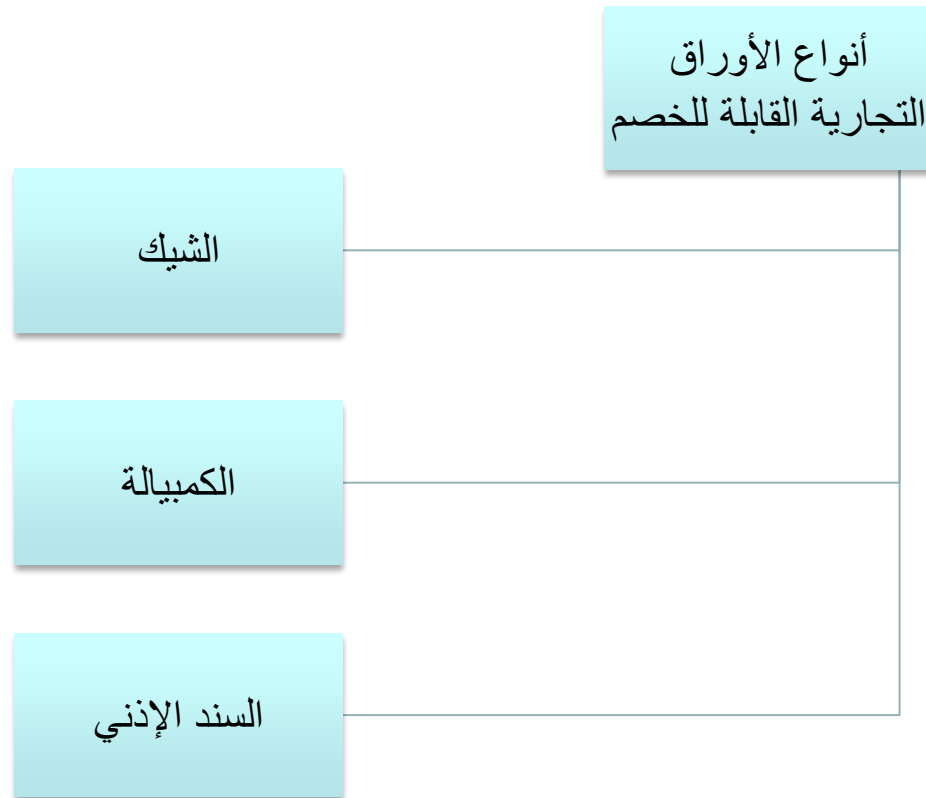 أنواع الأوراق
التجارية القابلة للخصم
الشيك
الكمبيالة
السند الإذني